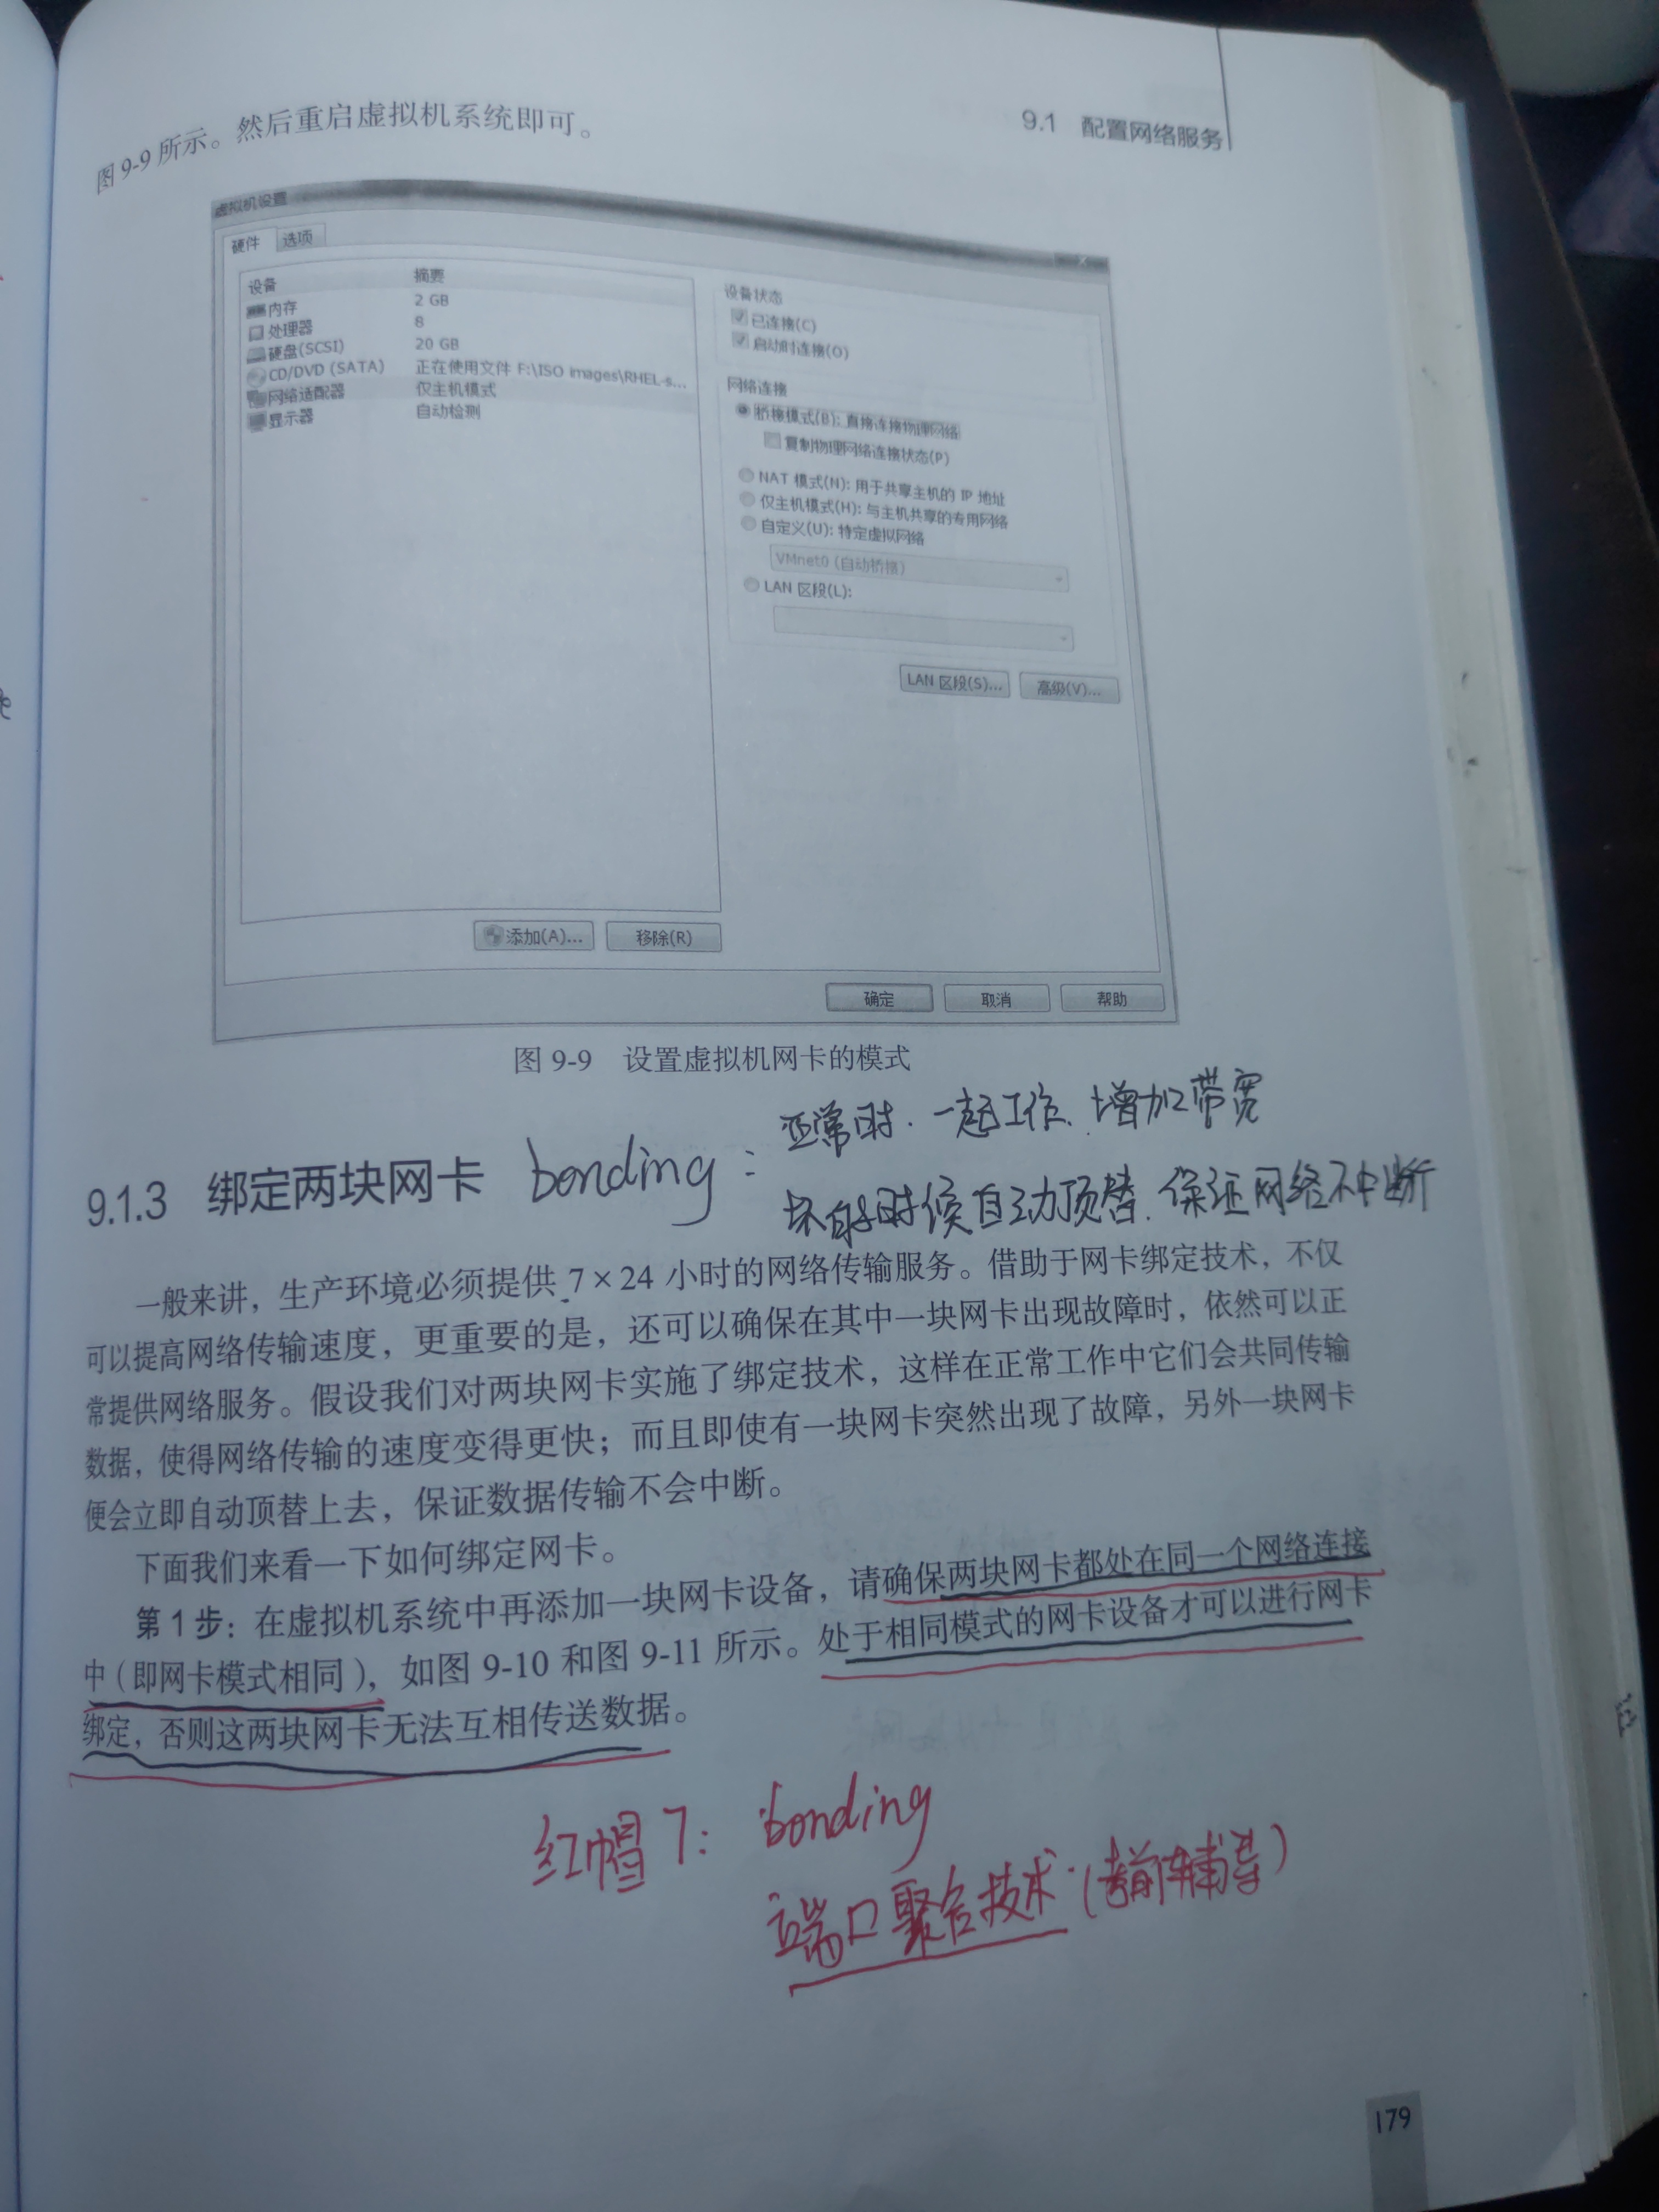 9.1 配置网络服务
图 9-9 所示。然后重启虚拟机系统即可。
虚拟机设置
硬件 选项
设备 摘要
内存 2 GB
处理器 8
硬盘(SCSI) 20 GB
CD/DVD (SATA) 正在使用文件 F:\ISO images\RHEL-s...
网络适配器 仅主机模式
显示器 自动检测
设备状态
已连接(C)
启动时连接(O)
网络连接
桥接模式(B): 直接连接物理网络
复制物理网络连接状态(P)
NAT 模式(N): 用于共享主机的 IP 地址
仅主机模式(H): 与主机共享的专用网络
自定义(U): 特定虚拟网络
VMnet0 (自动桥接)
LAN 区段(L):
LAN 区段(S)... 高级(V)...
添加(A)... 移除(R)
确定 取消 帮助
图 9-9 设置虚拟机网卡的模式
正常时. 一起工作. 增加带宽
9.1.3 绑定两块网卡 bonding:
时候自动顶替. 保证网络不中断
一般来讲，生产环境必须提供 7×24 小时的网络传输服务。借助于网卡绑定技术，不仅
可以提高网络传输速度，更重要的是，还可以确保在其中一块网卡出现故障时，依然可以正
常提供网络服务。假设我们对两块网卡实施了绑定技术，这样在正常工作中它们会共同传输
数据，使得网络传输的速度变得更快；而且即使有一块网卡突然出现了故障，另外一块网卡
便会立即自动顶替上去，保证数据传输不会中断。
下面我们来看一下如何绑定网卡。
第 1 步：在虚拟机系统中再添加一块网卡设备，请确保两块网卡都处在同一个网络连接
中（即网卡模式相同），如图 9-10 和图 9-11 所示。处于相同模式的网卡设备才可以进行网卡
绑定，否则这两块网卡无法互相传送数据。
红帽7: bonding
端口聚合技术.(考前辅导)
179